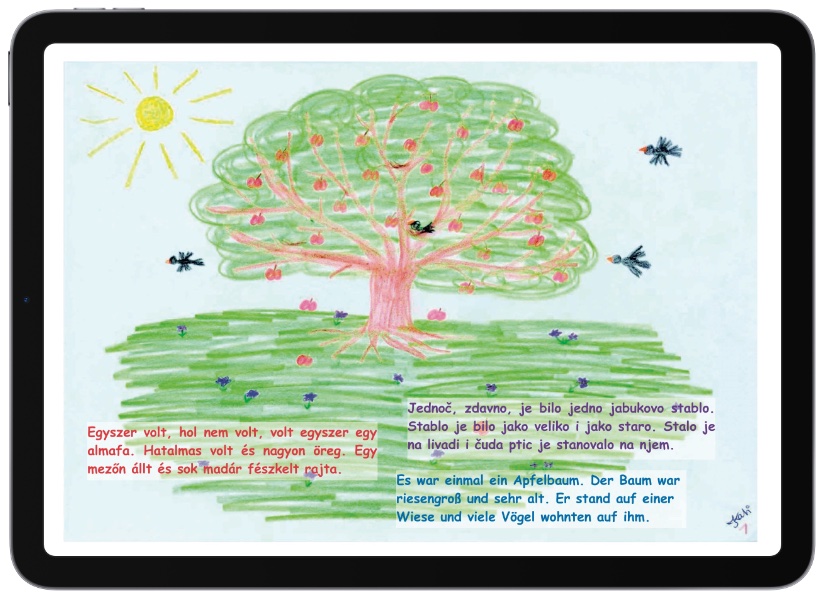 Egyszer volt, hol nem volt, volt egyszer egy
almafa. Hatalmas volt és nagyon öreg. Egy
mezőn állt és sok madár fészkelt rajta.
Jednoč, zdavno, je bilo jedno jabukovo stablo.
Stablo je bilo jako veliko i jako staro. Stalo je
na livadi i čuda ptic je stanovalo na njem.
Es war einmal ein Apfelbaum. Der Baum war
riesengroß und sehr alt. Er stand auf einer
Wiese und viele Vögel wohnten auf ihm.
1